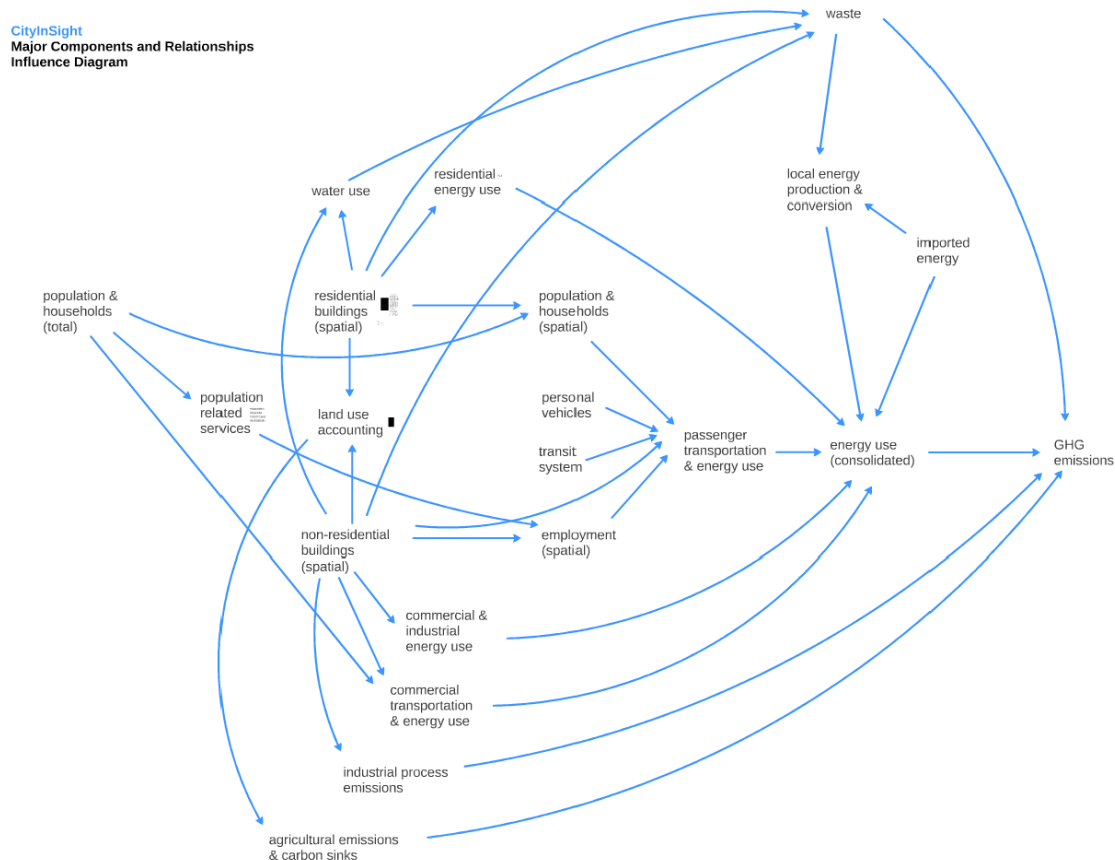 CityInSight
Major Components and Relationships
Influence Diagram
waste
water use
residential
energy use
local energy
production &
conversion
imported
energy
population &
households
(total)
residential
buildings
(spatial)
population &
households
(spatial)
population
related
services
land use
accounting
personal
vehicles
transit
system
passenger
transportation
& energy use
energy use
(consolidated)
GHG
emissions
non-residential
buildings
(spatial)
employment
(spatial)
commercial &
industrial
energy use
commercial
transportation
& energy use
industrial process
emissions
agricultural emissions
& carbon sinks